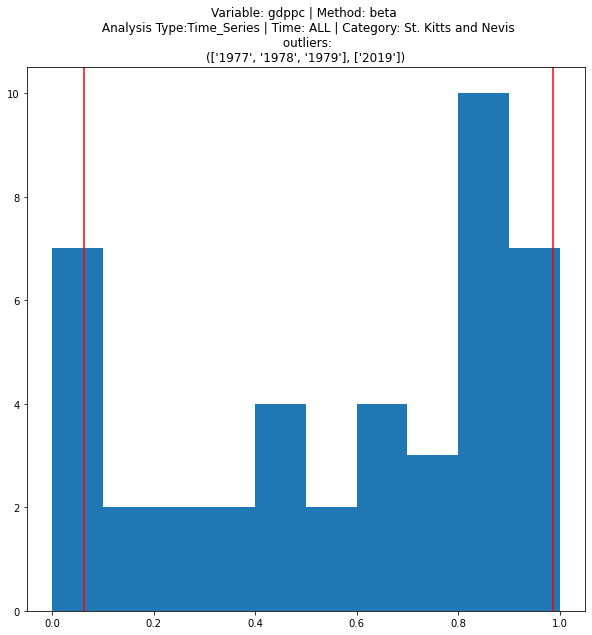 Variable: gdppc | Method: beta
Analysis Type:Time_Series | Time: ALL | Category: St. Kitts and Nevis
outliers:
(['1977', '1978', '1979'], ['2019'])
10
8
6
4
2
0
0.0 0.2 0.4 0.6 0.8 1.0